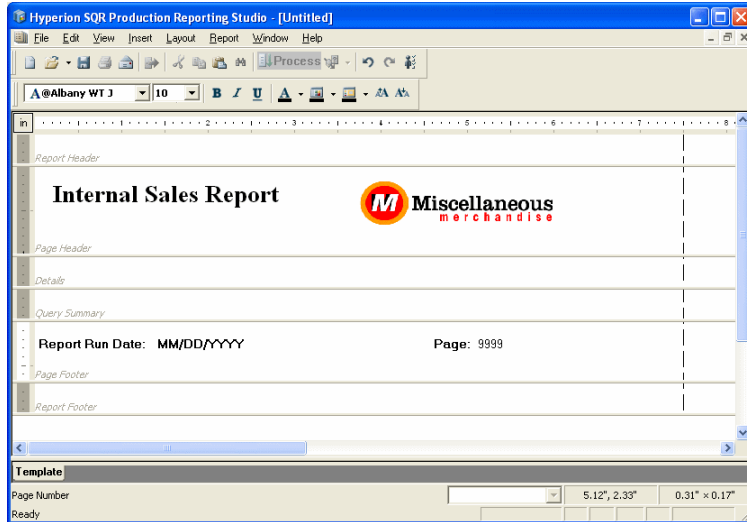 Hyperion SQR Production Reporting Studio - [Untitled]
File Edit View Insert Layout Report Window Help
Process
@Albany WT J 10 B I U A
in 1 2 3 4 5 6 7 8
Report Header
Internal Sales Report M Miscellaneous
merchandise
Page Header
Details
Query Summary
Report Run Date: MM/DD/YYYY Page: 9999
Page Footer
Report Footer
Template
Page Number 5.12", 2.33" 0.31" × 0.17"
Ready